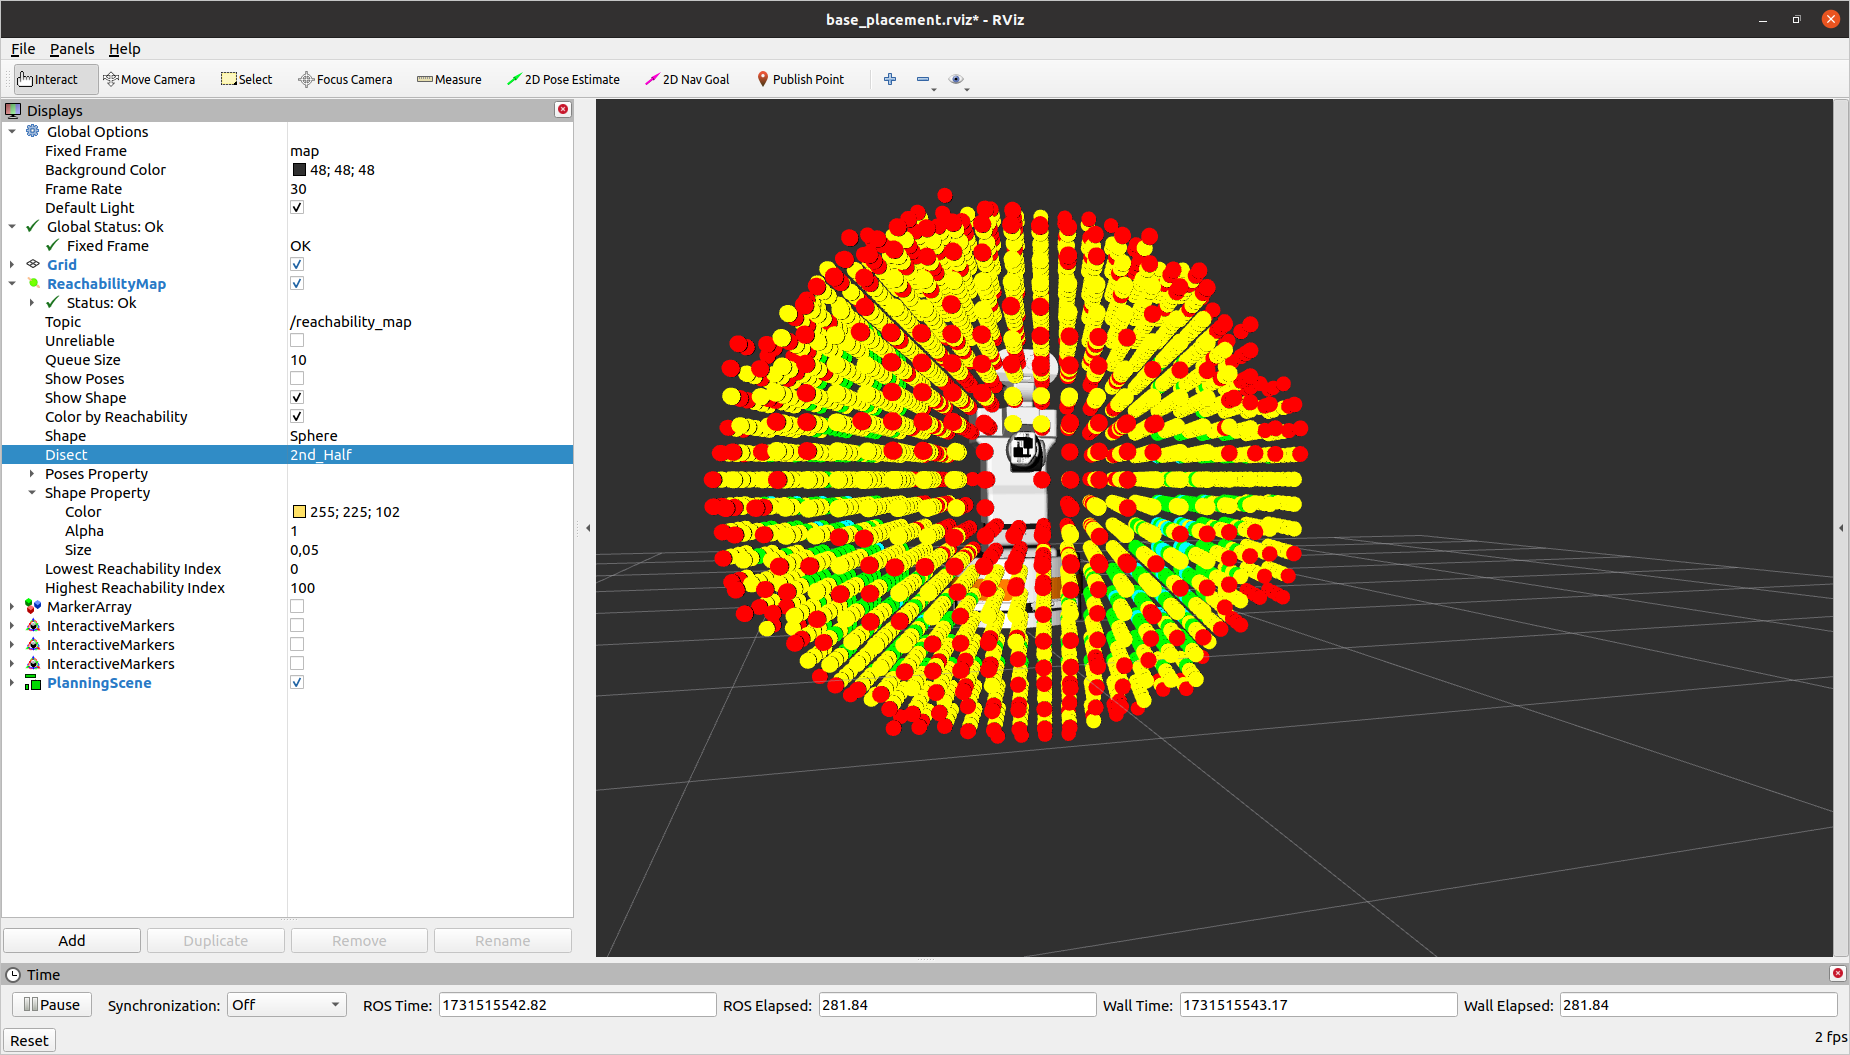 base_placement.rviz* - RViz
File Panels Help
Interact Move Camera Select Focus Camera Measure 2D Pose Estimate 2D Nav Goal Publish Point
Displays
Global Options
Fixed Frame map
Background Color 48; 48; 48
Frame Rate 30
Default Light
Global Status: Ok
Fixed Frame OK
Grid
ReachabilityMap
Status: Ok
Topic /reachability_map
Unreliable
Queue Size 10
Show Poses
Show Shape
Color by Reachability
Shape Sphere
Disect 2nd_Half
Poses Property
Shape Property
Color 255; 225; 102
Alpha 1
Size 0,05
Lowest Reachability Index 0
Highest Reachability Index 100
MarkerArray
InteractiveMarkers
InteractiveMarkers
InteractiveMarkers
PlanningScene
Add Duplicate Remove Rename
Time
Pause Synchronization: Off ROS Time: 1731515542.82 ROS Elapsed: 281.84 Wall Time: 1731515543.17 Wall Elapsed: 281.84
Reset 2 fps